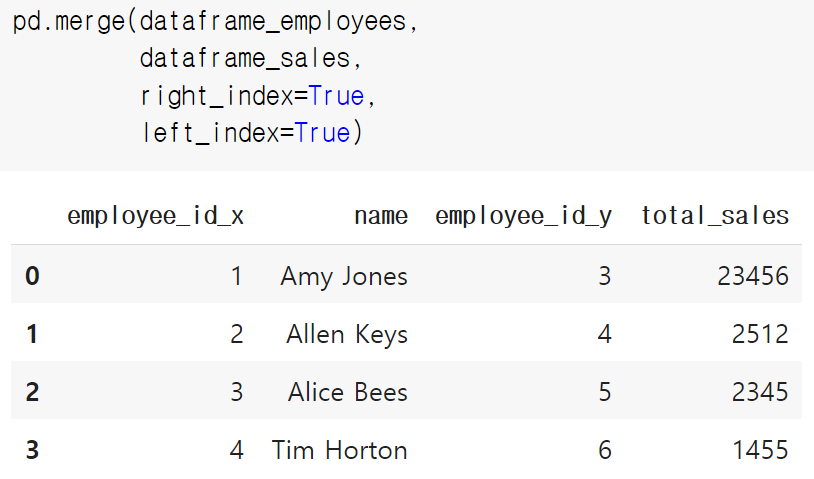 pd.merge(dataframe_employees,
dataframe_sales,
right_index=True,
left_index=True)
employee_id_x name employee_id_y total_sales
0 1 Amy Jones 3 23456
1 2 Allen Keys 4 2512
2 3 Alice Bees 5 2345
3 4 Tim Horton 6 1455